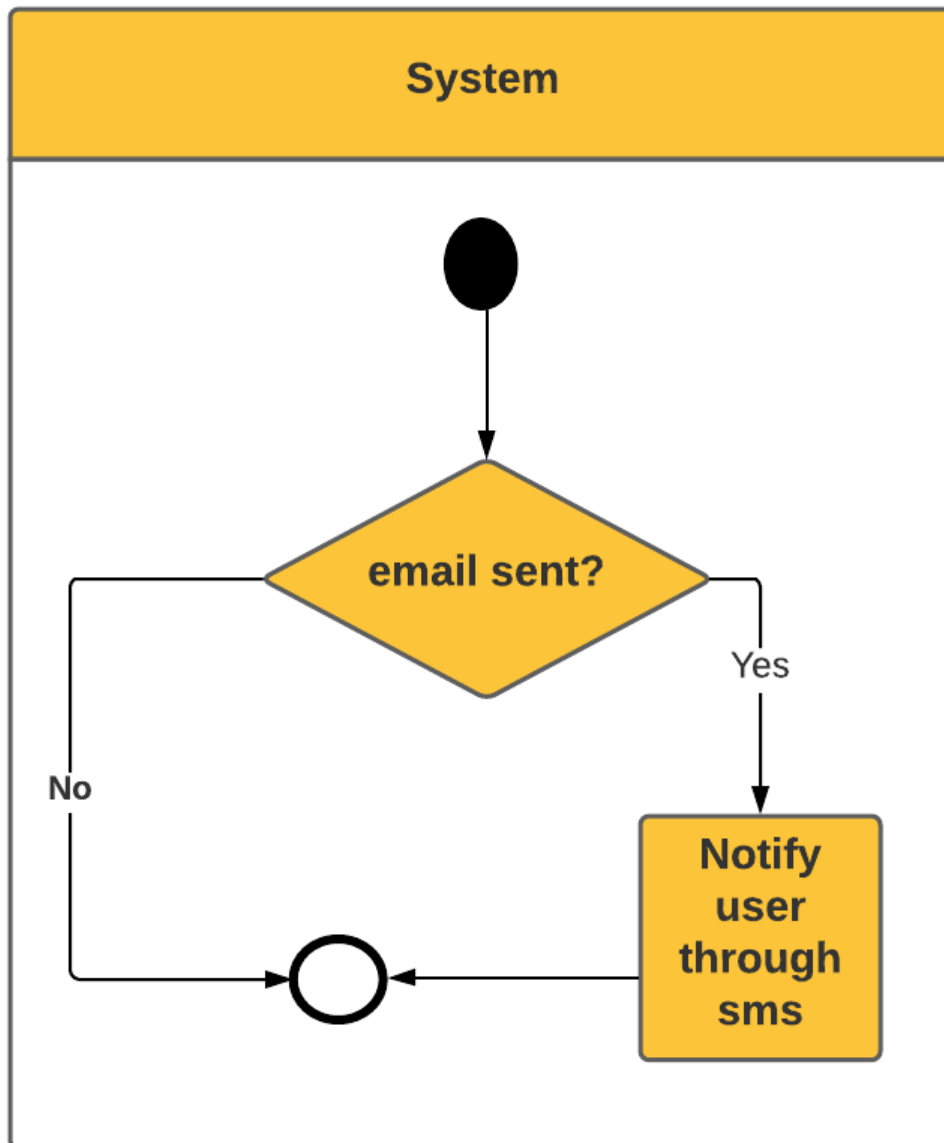 System
email sent?
Yes
No
Notify
user
through
sms